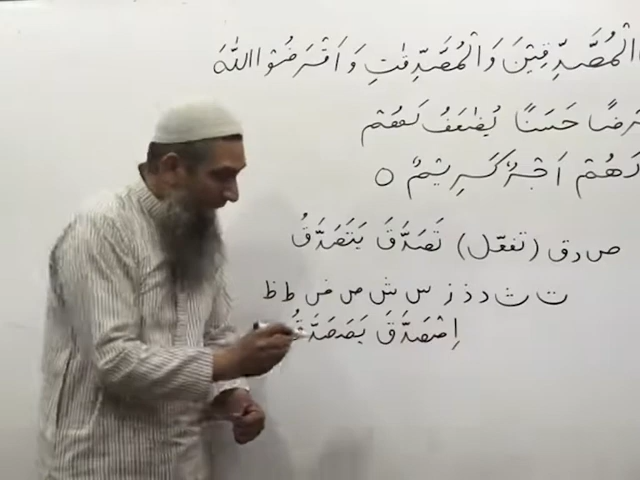 الْمُصَّدِّقِيْنَ وَالْمُصَّدِّقٰتِ وَاَقْرَضُوا اللّٰهَ
قَرْضًا حَسَنًا يُّضٰعَفُ لَهُمْ
وَلَهُمْ اَجْرٌ كَرِيْمٌ ٥
ص د ق (تفعّل) تَصَدَّقَ يَتَصَدَّقُ
ت ث د ذ ز س ش ص ض ط ظ
اِصْصَدَّقَ يَصَصَدَّقُ